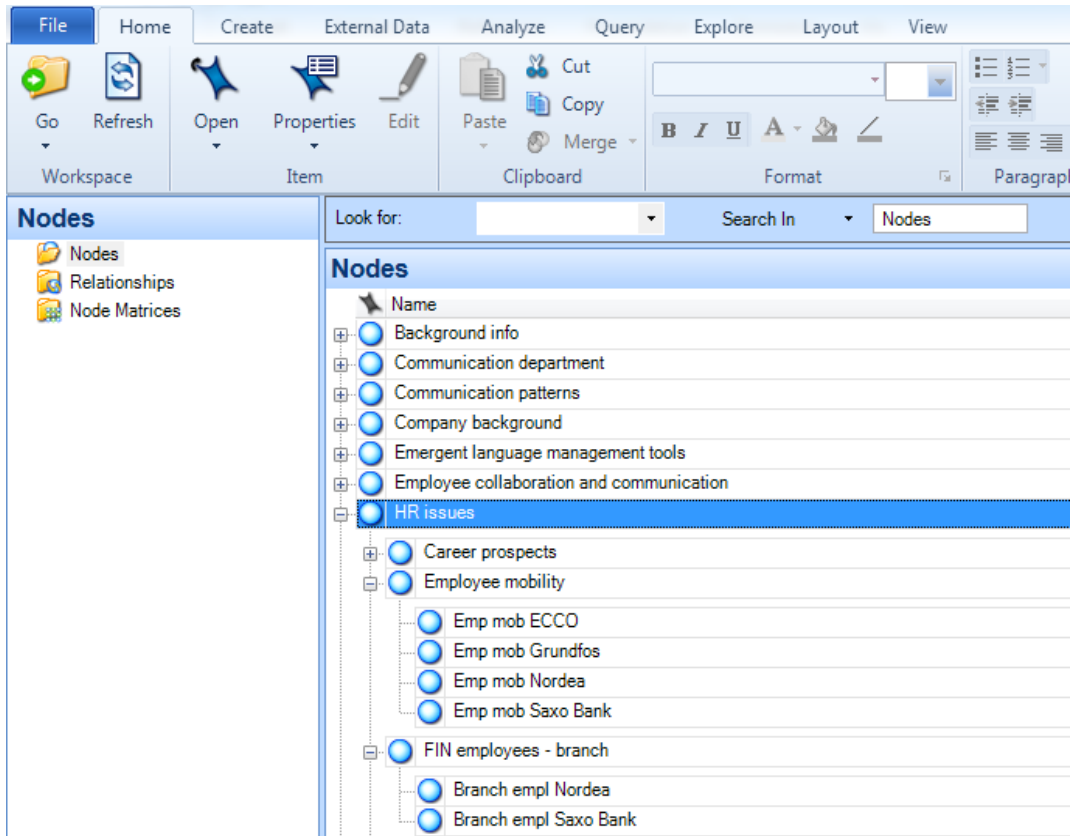 File Home Create External Data Analyze Query Explore Layout View
Go Refresh Open Properties Edit Paste Cut
Copy
Merge
B I U A
Workspace Item Clipboard Format Paragrap
Nodes
Nodes
Relationships
Node Matrices
Look for: Search In Nodes
Nodes
Name
Background info
Communication department
Communication patterns
Company background
Emergent language management tools
Employee collaboration and communication
HR issues
Career prospects
Employee mobility
Emp mob ECCO
Emp mob Grundfos
Emp mob Nordea
Emp mob Saxo Bank
FIN employees - branch
Branch empl Nordea
Branch empl Saxo Bank